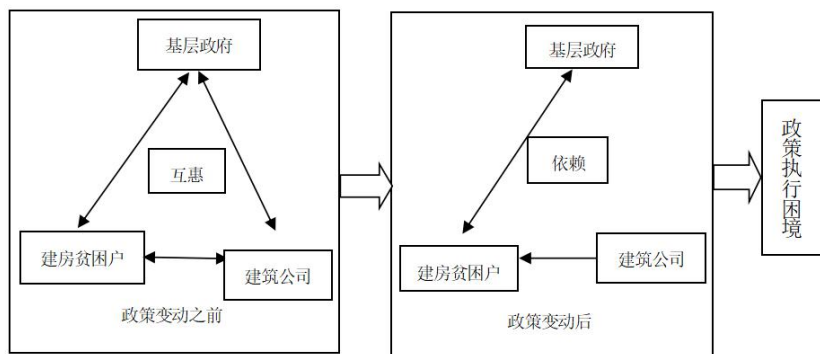 基层政府
互惠
建房贫困户
建筑公司
政策变动之前
基层政府
依赖
建房贫困户
建筑公司
政策变动后
政策执行困境